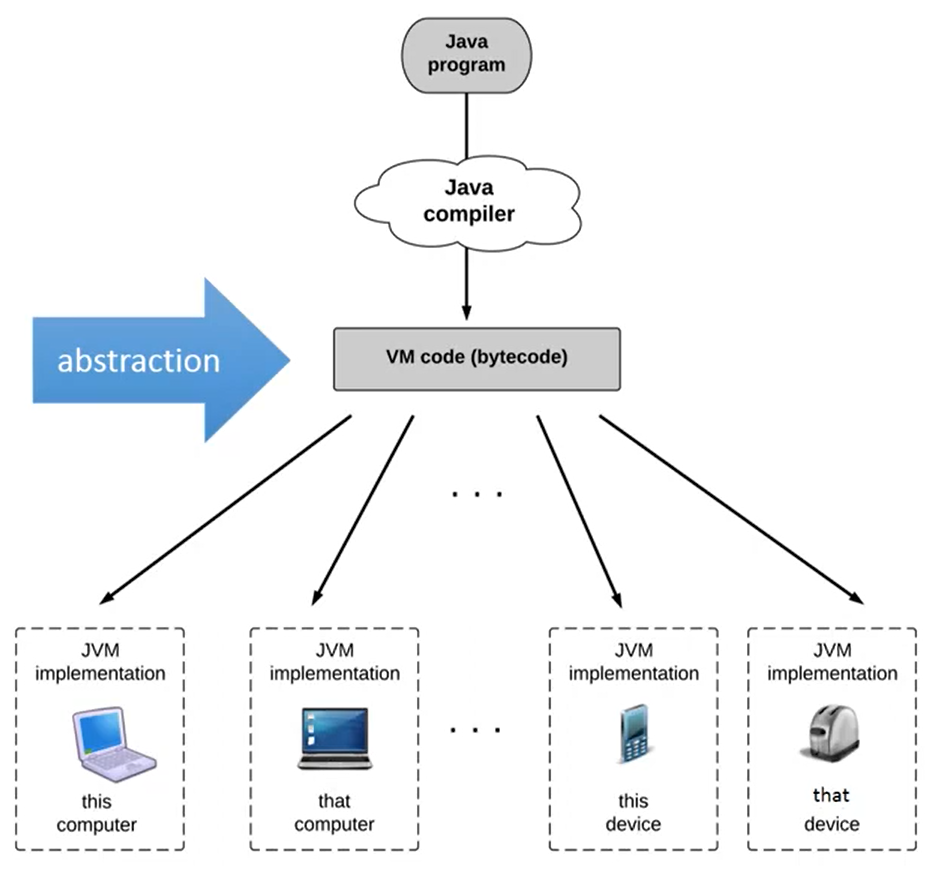 Java
program
Java
compiler
abstraction
VM code (bytecode)
. . .
JVM
implementation
this
computer
JVM
implementation
that
computer
. . .
JVM
implementation
this
device
JVM
implementation
that
device